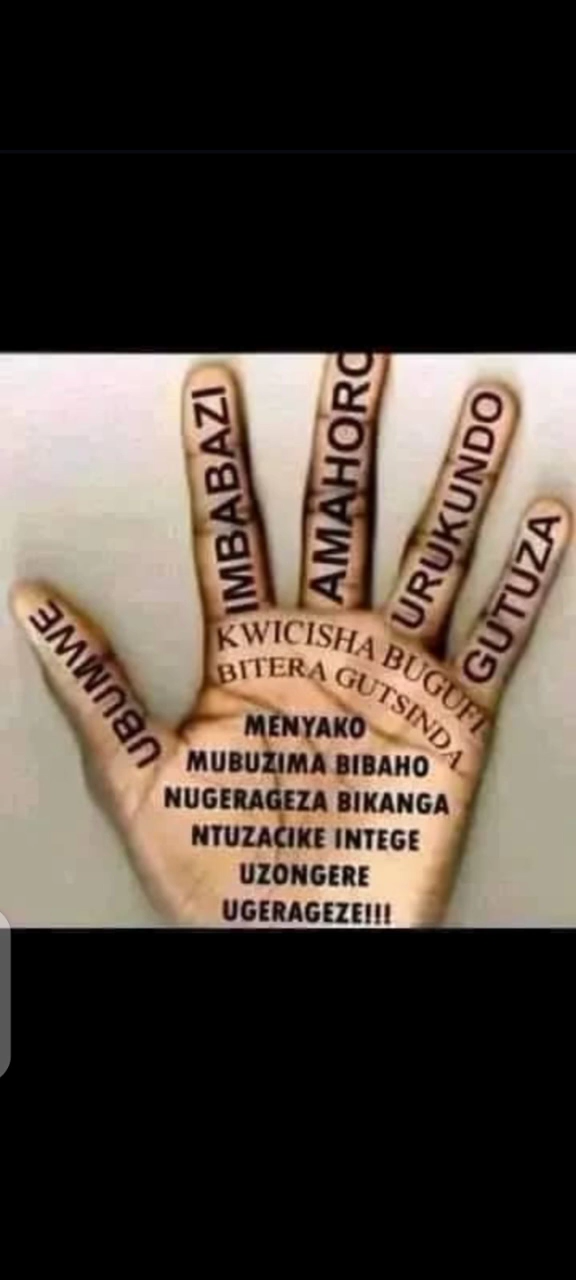 UBUMWE
IMBABAZI
AMAHORO
URUKUNDO
GUTUZA
KWICISHA BUGUFI
BITERA GUTSINDA
MENYAKO
MUBUZIMA BIBAHO
NUGERAGEZA BIKANGA
NTUZACIKE INTEGE
UZONGERE
UGERAGEZE!!!